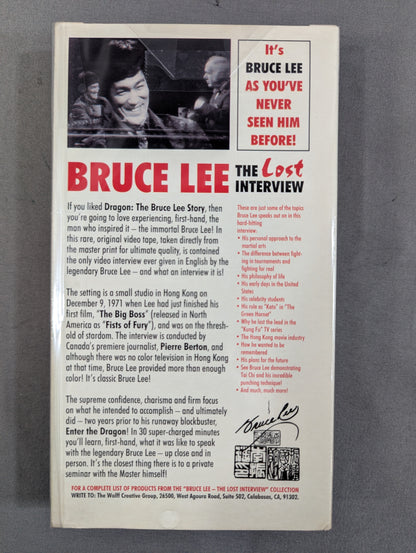 It's
BRUCE LEE
AS YOU'VE
NEVER
SEEN HIM
BEFORE!
BRUCE LEE THE Lost INTERVIEW
If you liked Dragon: The Bruce Lee Story, then
you're going to love experiencing, first-hand, the
man who inspired it – the immortal Bruce Lee! In
this rare, original video tape, taken directly from
the master print for ultimate quality, is contained
the only video interview ever given in English by the
legendary Bruce Lee – and what an interview it is!
The setting is a small studio in Hong Kong on
December 9, 1971 when Lee had just finished his
first film, "The Big Boss" (released in North
America as "Fists of Fury"), and was on the thresh-
old of stardom. The interview is conducted by
Canada's premiere journalist, Pierre Berton, and
although there was no color television in Hong Kong
at that time, Bruce Lee provided more than enough
color! It's classic Bruce Lee!
The supreme confidence, charisma and firm focus
on what he intended to accomplish – and ultimately
did – two years prior to his runaway blockbuster,
Enter the Dragon! In 30 super-charged minutes
you'll learn, first-hand, what it was like to speak
with the legendary Bruce Lee – up close and in
person. It's the closest thing there is to a private
seminar with the Master himself!
These are just some of the topics
Bruce Lee speaks out on in this
hard-hitting
interview:
• His personal approach to the
martial arts
• The difference between fight-
ing in tournaments and
fighting for real
• His philosophy of life
• His early days in the United
States
• His celebrity students
• His role as "Kato" in "The
Green Hornet"
• Why he lost the lead in the
"Kung Fu" TV series
• The Hong Kong movie industry
• How he wanted to be
remembered
• His plans for the future
• See Bruce Lee demonstrating
Tai Chi and his incredible
punching technique!
• And much, much more!
Bruce Lee
FOR A COMPLETE LIST OF PRODUCTS FROM THE "BRUCE LEE – THE LOST INTERVIEW" COLLECTION
WRITE TO: The Wolff Creative Group, 26500, West Agoura Road, Suite 502, Calabasas, CA, 91302.